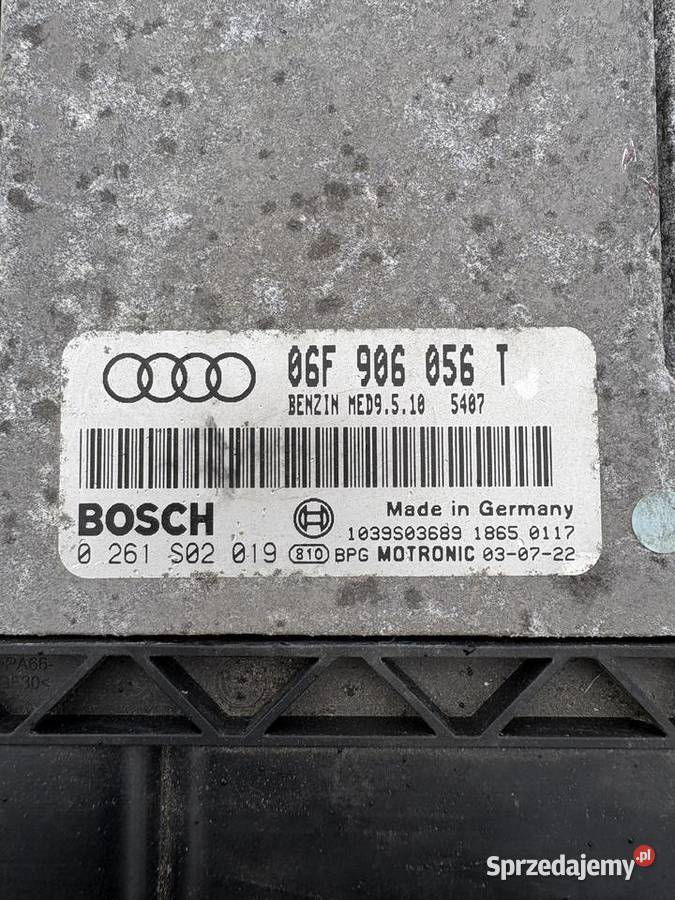 06F 906 056 T
BENZIN MED9.5.10 5407
BOSCH
Made in Germany
1039S03689 1865 0117
0 261 S02 019 810 BPG MOTRONIC 03-07-22
PA66-
Sprzedajemy.pl